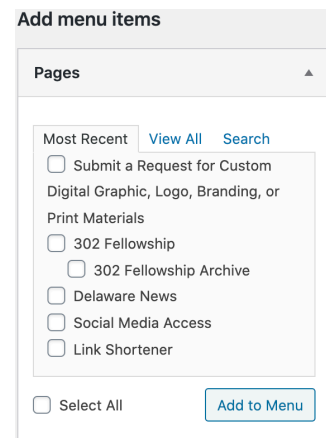 Add menu items
Pages
Most Recent View All Search
Submit a Request for Custom
Digital Graphic, Logo, Branding, or
Print Materials
302 Fellowship
302 Fellowship Archive
Delaware News
Social Media Access
Link Shortener
Select All Add to Menu